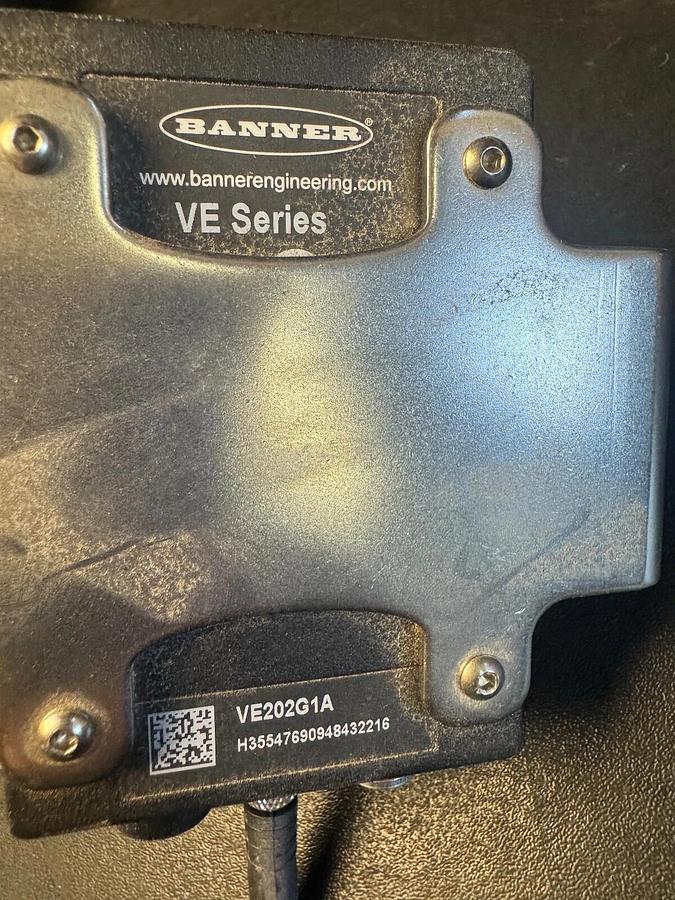 BANNER®
www.bannerengineering.com
VE Series
VE202G1A
H35547690948432216